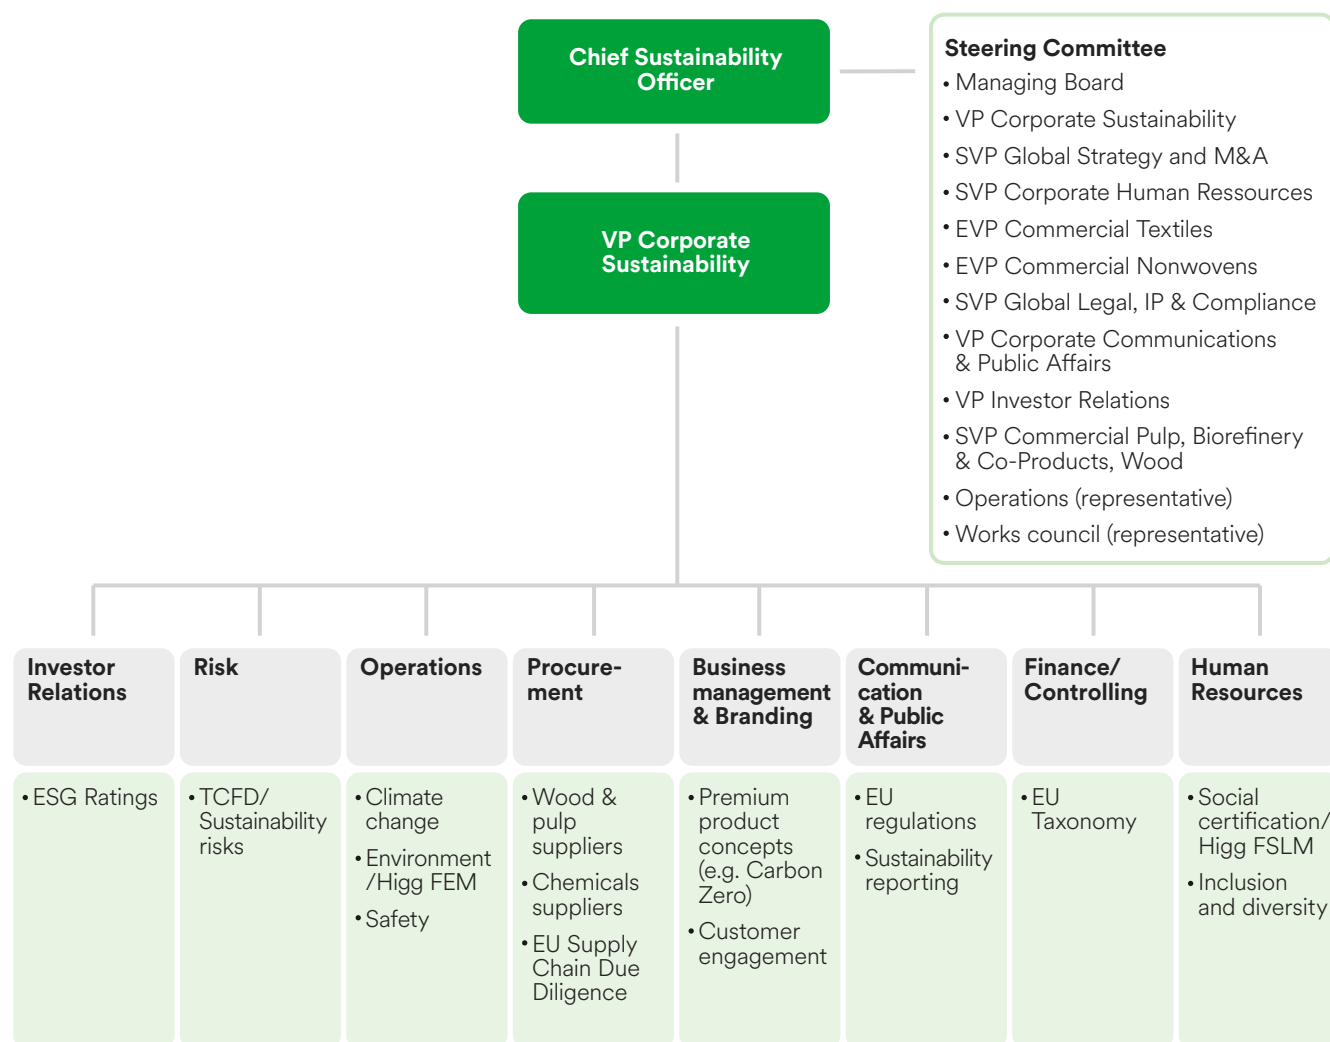 Chief Sustainability
Officer
VP Corporate
Sustainability
Steering Committee
• Managing Board
• VP Corporate Sustainability
• SVP Global Strategy and M&A
• SVP Corporate Human Ressources
• EVP Commercial Textiles
• EVP Commercial Nonwovens
• SVP Global Legal, IP & Compliance
• VP Corporate Communications
& Public Affairs
• VP Investor Relations
• SVP Commercial Pulp, Biorefinery
& Co-Products, Wood
• Operations (representative)
• Works council (representative)
Investor
Relations
• ESG Ratings
Risk
• TCFD/
Sustainability
risks
Operations
• Climate
change
• Environment
/Higg FEM
• Safety
Procure-
ment
• Wood &
pulp
suppliers
• Chemicals
suppliers
• EU Supply
Chain Due
Diligence
Business
management
& Branding
• Premium
product
concepts
(e.g. Carbon
Zero)
• Customer
engagement
Communi-
cation
& Public
Affairs
• EU
regulations
• Sustainability
reporting
Finance/
Controlling
• EU
Taxonomy
Human
Resources
• Social
certification/
Higg FSLM
• Inclusion
and diversity